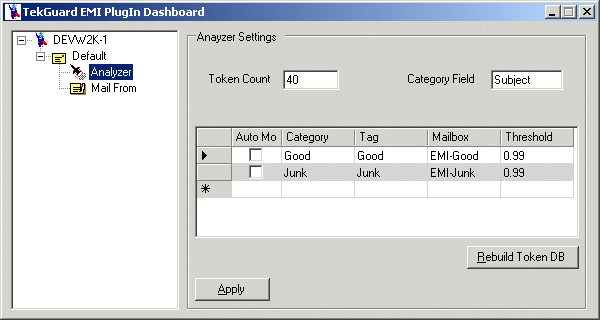 TekGuard EMI PlugIn Dashboard
DEVW2K-1
Default
Analyzer
Mail From
Anayzer Settings
Token Count 40 Category Field Subject
Auto Mo Category Tag Mailbox Threshold
Good Good EMI-Good 0.99
Junk Junk EMI-Junk 0.99
Rebuild Token DB
Apply